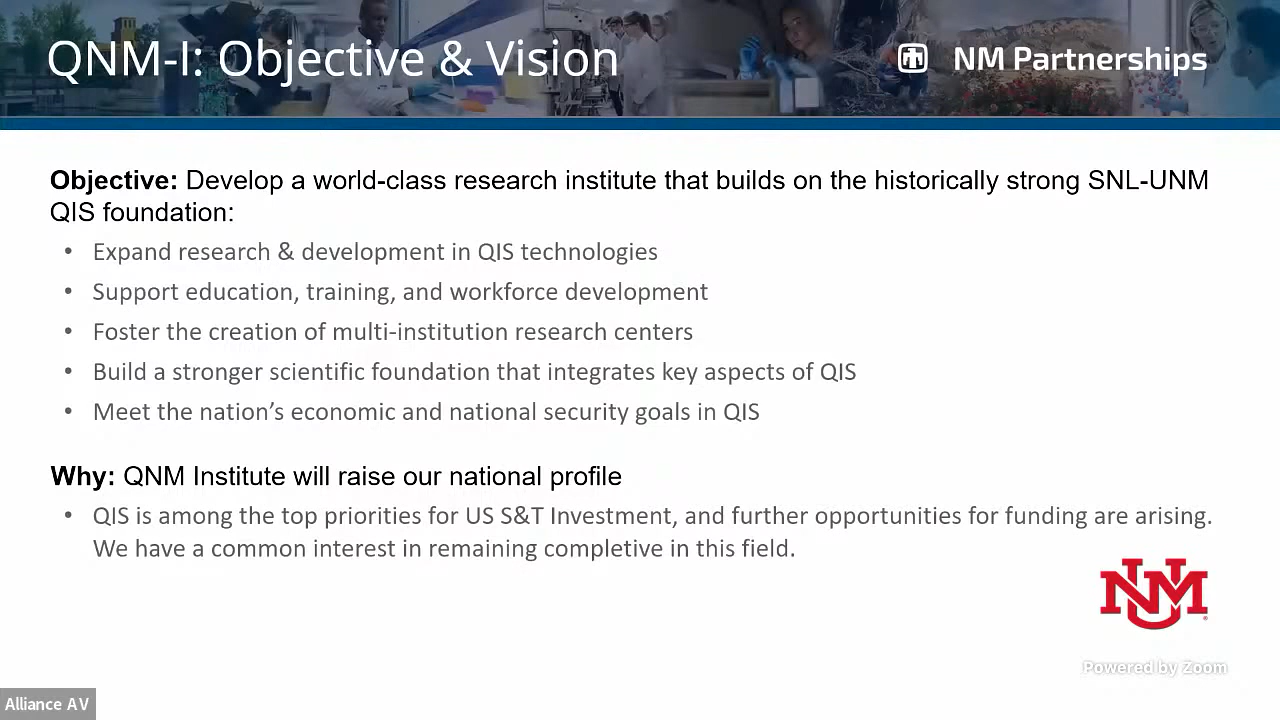 QNM-I: Objective & Vision
NM Partnerships
Objective: Develop a world-class research institute that builds on the historically strong SNL-UNM
QIS foundation:
• Expand research & development in QIS technologies
• Support education, training, and workforce development
• Foster the creation of multi-institution research centers
• Build a stronger scientific foundation that integrates key aspects of QIS
• Meet the nation’s economic and national security goals in QIS
Why: QNM Institute will raise our national profile
• QIS is among the top priorities for US S&T Investment, and further opportunities for funding are arising.
We have a common interest in remaining completive in this field.
UNM®
Powered by Zoom
Alliance AV